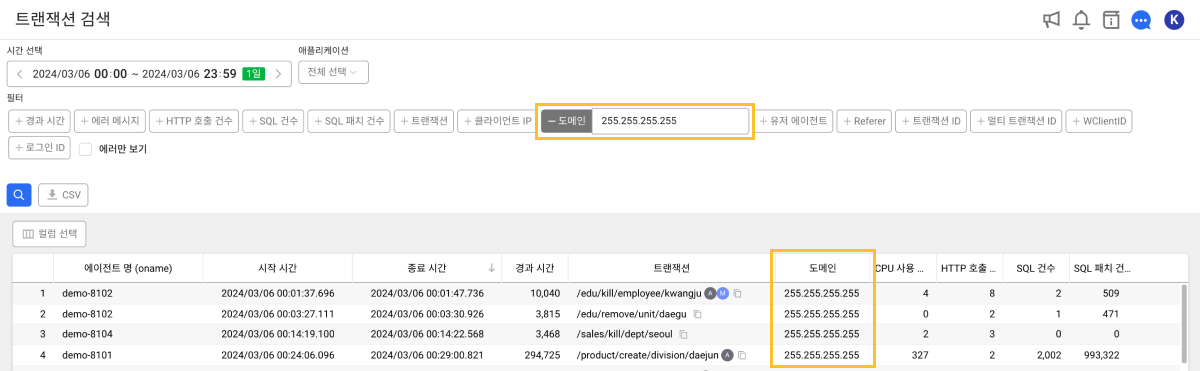 트랜잭션 검색
K
시간 선택
애플리케이션
2024/03/06 00:00 ~ 2024/03/06 23:59 1일
전체 선택
필터
+ 경과 시간 + 에러 메시지 + HTTP 호출 건수 + SQL 건수 + SQL 패치 건수 + 트랜잭션 + 클라이언트 IP − 도메인 255.255.255.255 + 유저 에이전트 + Referer + 트랜잭션 ID + 멀티 트랜잭션 ID + WClientID
+ 로그인 ID 에러만 보기
CSV
컬럼 선택
에이전트 명 (oname) 시작 시간 종료 시간 ↓ 경과 시간 트랜잭션 도메인 CPU 사용 ... HTTP 호출 ... SQL 건수 SQL 패치 건...
1 demo-8102 2024/03/06 00:01:37.696 2024/03/06 00:01:47.736 10,040 /edu/kill/employee/kwangju A M 255.255.255.255 4 8 2 509
2 demo-8102 2024/03/06 00:03:27.111 2024/03/06 00:03:30.926 3,815 /edu/remove/unit/daegu 255.255.255.255 0 2 1 471
3 demo-8104 2024/03/06 00:14:19.100 2024/03/06 00:14:22.568 3,468 /sales/kill/dept/seoul 255.255.255.255 2 3 0 0
4 demo-8101 2024/03/06 00:24:06.096 2024/03/06 00:29:00.821 294,725 /product/create/division/daejun A 255.255.255.255 327 2 2,002 993,322